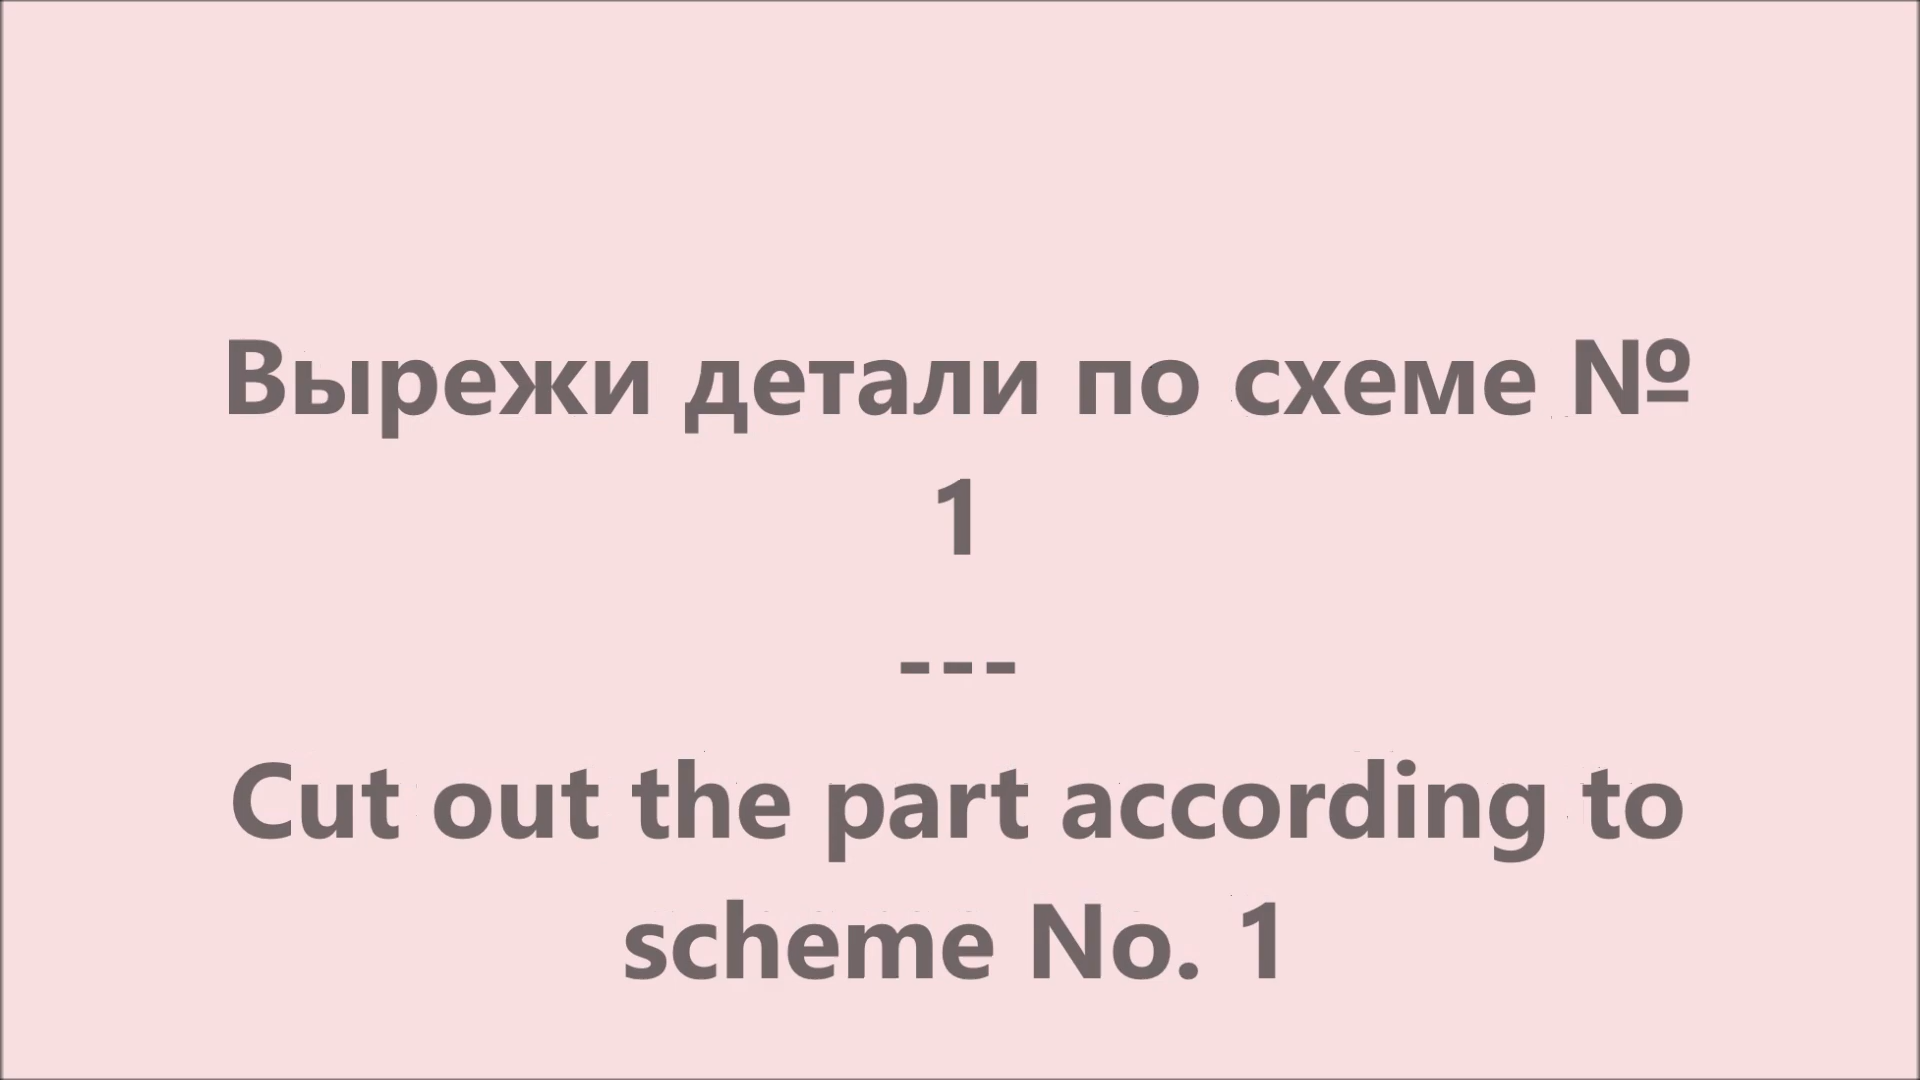 Вырежи детали по схеме №
1
---
Cut out the part according to
scheme No. 1